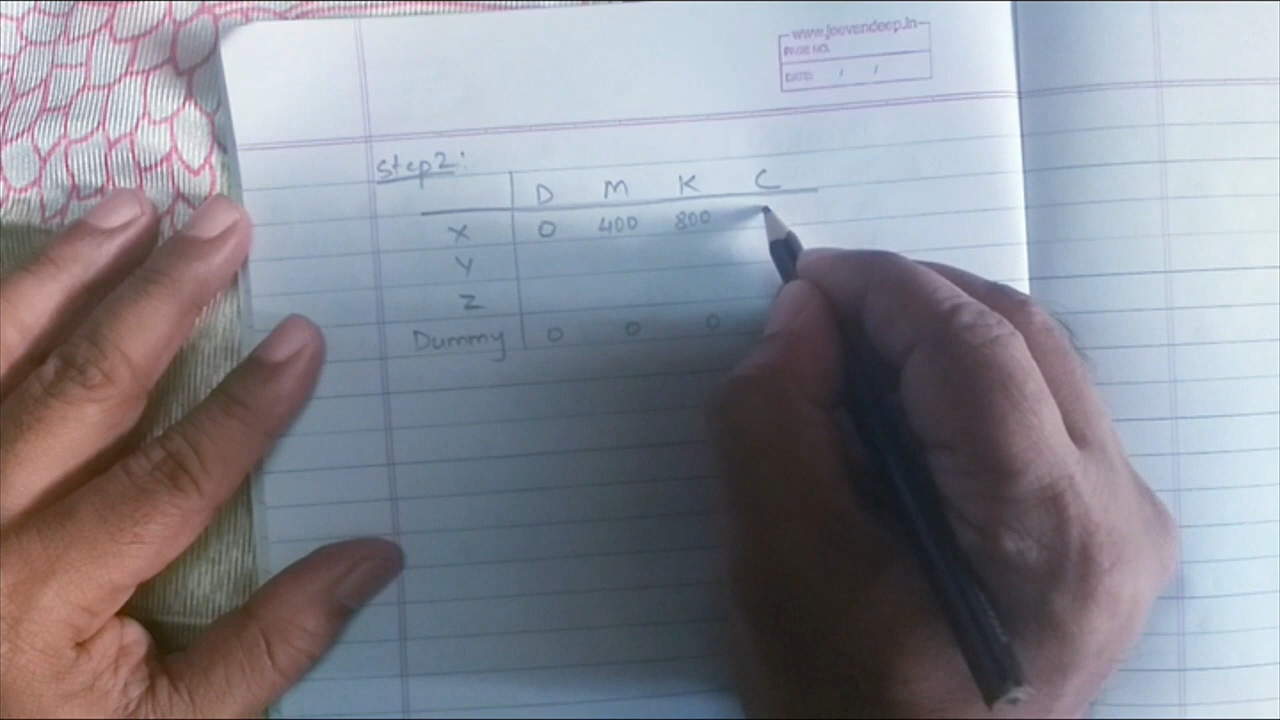 www.jeevandeep.in
PAGE NO.
DATE: / /
Step2:
D M K C
X 0 400 800
Y
Z
Dummy 0 0 0